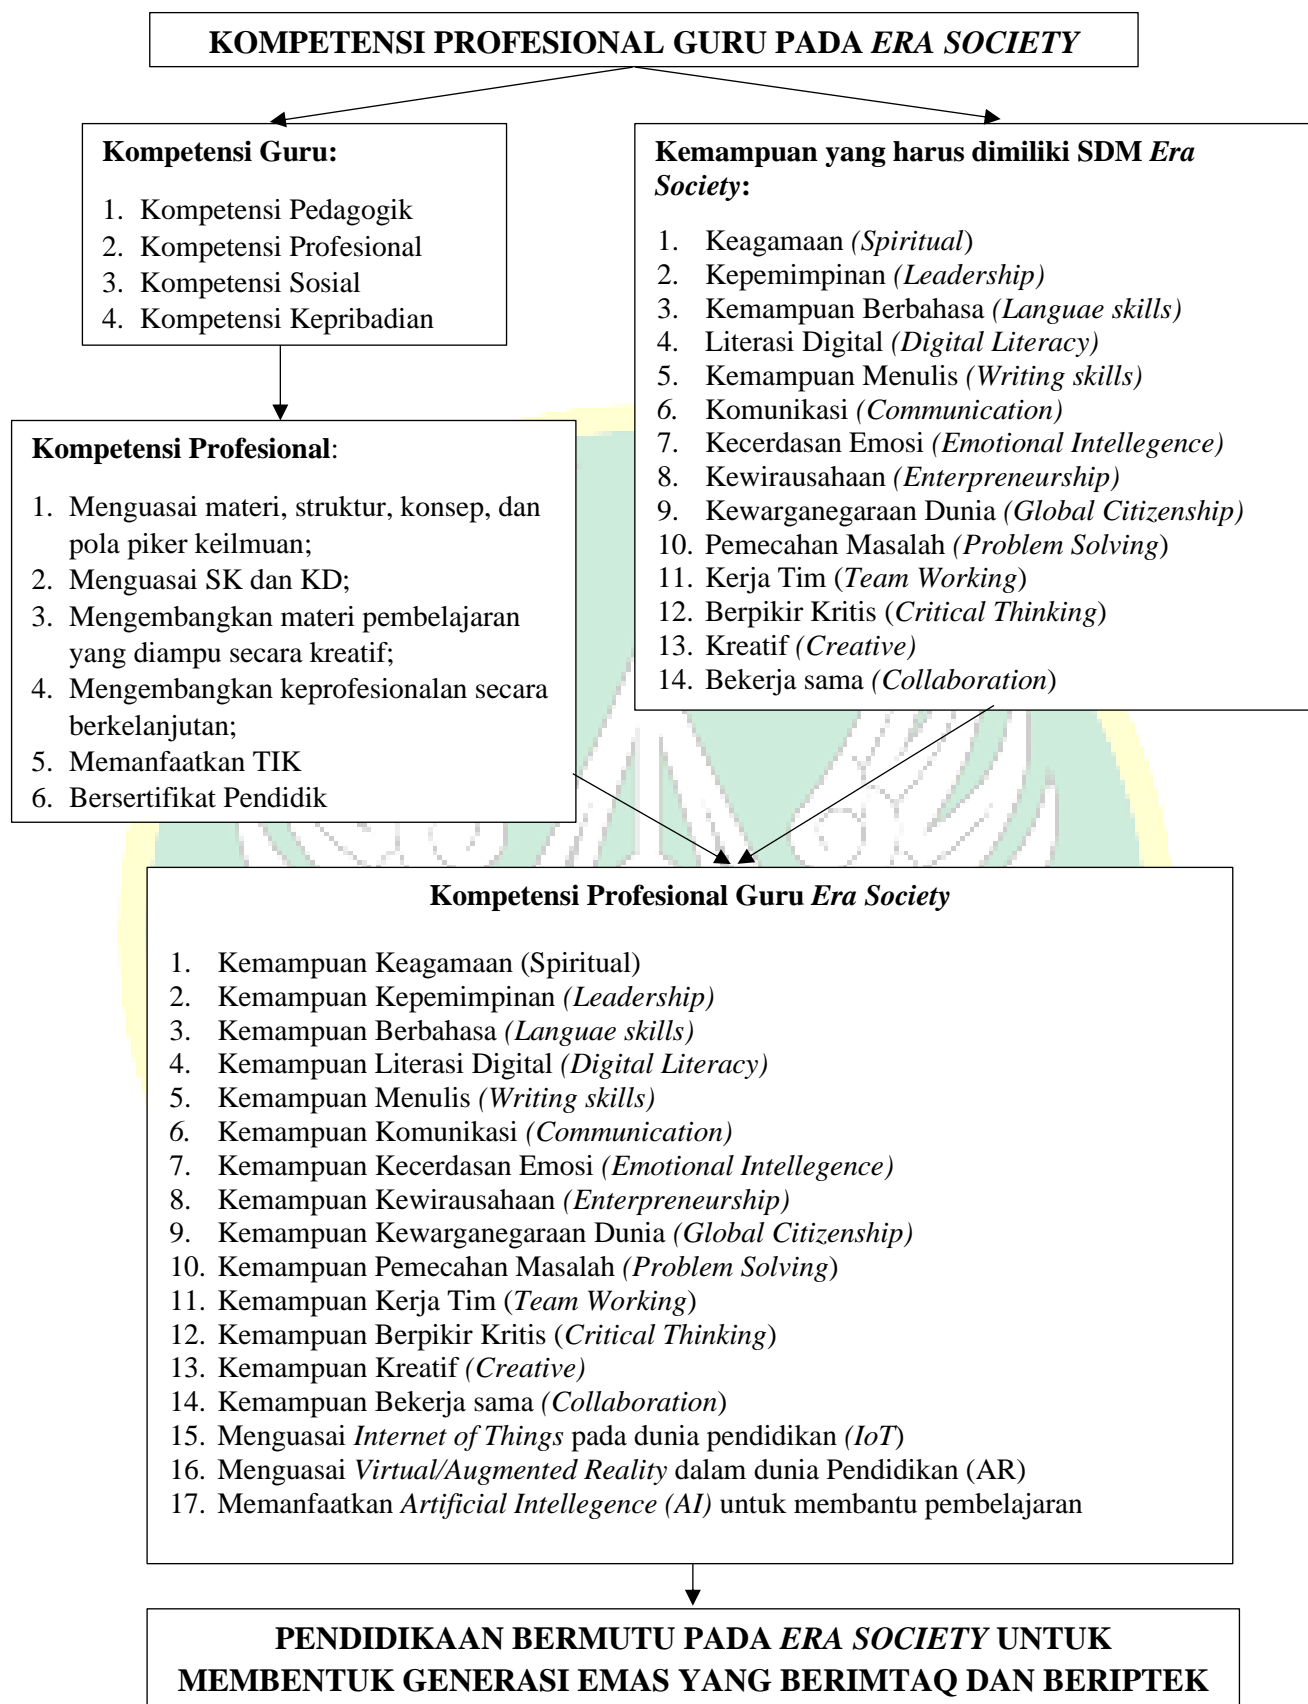 KOMPETENSI PROFESIONAL GURU PADA ERA SOCIETY
Kompetensi Guru:
1. Kompetensi Pedagogik
2. Kompetensi Profesional
3. Kompetensi Sosial
4. Kompetensi Kepribadian
Kemampuan yang harus dimiliki SDM Era
Society:
1. Keagamaan (Spiritual)
2. Kepemimpinan (Leadership)
3. Kemampuan Berbahasa (Languae skills)
4. Literasi Digital (Digital Literacy)
5. Kemampuan Menulis (Writing skills)
6. Komunikasi (Communication)
7. Kecerdasan Emosi (Emotional Intellegence)
8. Kewirausahaan (Enterpreneurship)
9. Kewarganegaraan Dunia (Global Citizenship)
10. Pemecahan Masalah (Problem Solving)
11. Kerja Tim (Team Working)
12. Berpikir Kritis (Critical Thinking)
13. Kreatif (Creative)
14. Bekerja sama (Collaboration)
Kompetensi Profesional:
1. Menguasai materi, struktur, konsep, dan
pola piker keilmuan;
2. Menguasai SK dan KD;
3. Mengembangkan materi pembelajaran
yang diampu secara kreatif;
4. Mengembangkan keprofesionalan secara
berkelanjutan;
5. Memanfaatkan TIK
6. Bersertifikat Pendidik
Kompetensi Profesional Guru Era Society
1. Kemampuan Keagamaan (Spiritual)
2. Kemampuan Kepemimpinan (Leadership)
3. Kemampuan Berbahasa (Languae skills)
4. Kemampuan Literasi Digital (Digital Literacy)
5. Kemampuan Menulis (Writing skills)
6. Kemampuan Komunikasi (Communication)
7. Kemampuan Kecerdasan Emosi (Emotional Intellegence)
8. Kemampuan Kewirausahaan (Enterpreneurship)
9. Kemampuan Kewarganegaraan Dunia (Global Citizenship)
10. Kemampuan Pemecahan Masalah (Problem Solving)
11. Kemampuan Kerja Tim (Team Working)
12. Kemampuan Berpikir Kritis (Critical Thinking)
13. Kemampuan Kreatif (Creative)
14. Kemampuan Bekerja sama (Collaboration)
15. Menguasai Internet of Things pada dunia pendidikan (IoT)
16. Menguasai Virtual/Augmented Reality dalam dunia Pendidikan (AR)
17. Memanfaatkan Artificial Intellegence (AI) untuk membantu pembelajaran
PENDIDIKAAN BERMUTU PADA ERA SOCIETY UNTUK
MEMBENTUK GENERASI EMAS YANG BERIMTAQ DAN BERIPTEK